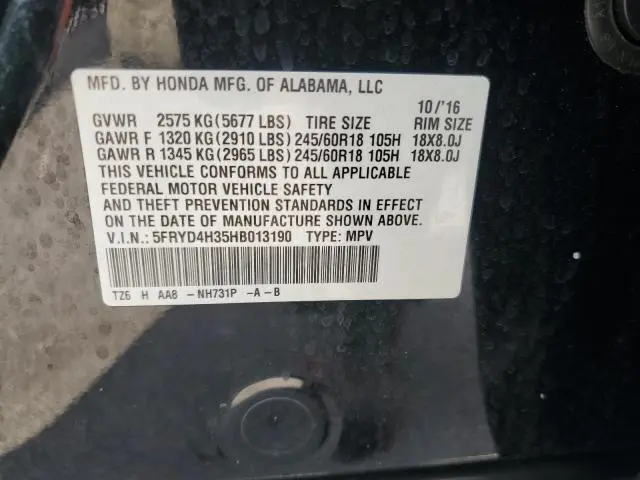 MFD. BY HONDA MFG. OF ALABAMA, LLC
10/'16
GVWR 2575 KG (5677 LBS) TIRE SIZE RIM SIZE
GAWR F 1320 KG (2910 LBS) 245/60R18 105H 18X8.0J
GAWR R 1345 KG (2965 LBS) 245/60R18 105H 18X8.0J
THIS VEHICLE CONFORMS TO ALL APPLICABLE
FEDERAL MOTOR VEHICLE SAFETY
AND THEFT PREVENTION STANDARDS IN EFFECT
ON THE DATE OF MANUFACTURE SHOWN ABOVE.
V.I.N.: 5FRYD4H35HB013190 TYPE: MPV
TZ6 H AA8 - NH731P - A - B